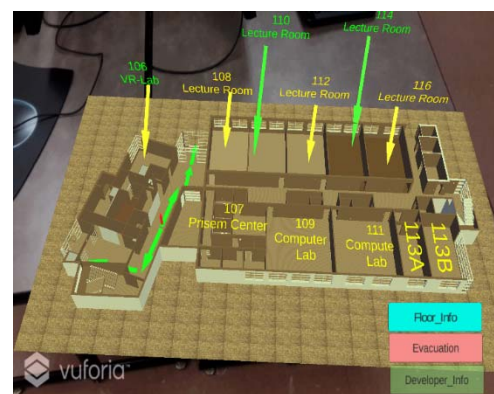 110
Lecture Room
114
Lecture Room
106
VR-Lab
108
Lecture Room
112
Lecture Room
116
Lecture Room
107
Prisem Center
109
Computer
Lab
111
Compute
Lab
113A
113B
Floor_Info
Evacuation
Developer_Info
vuforia